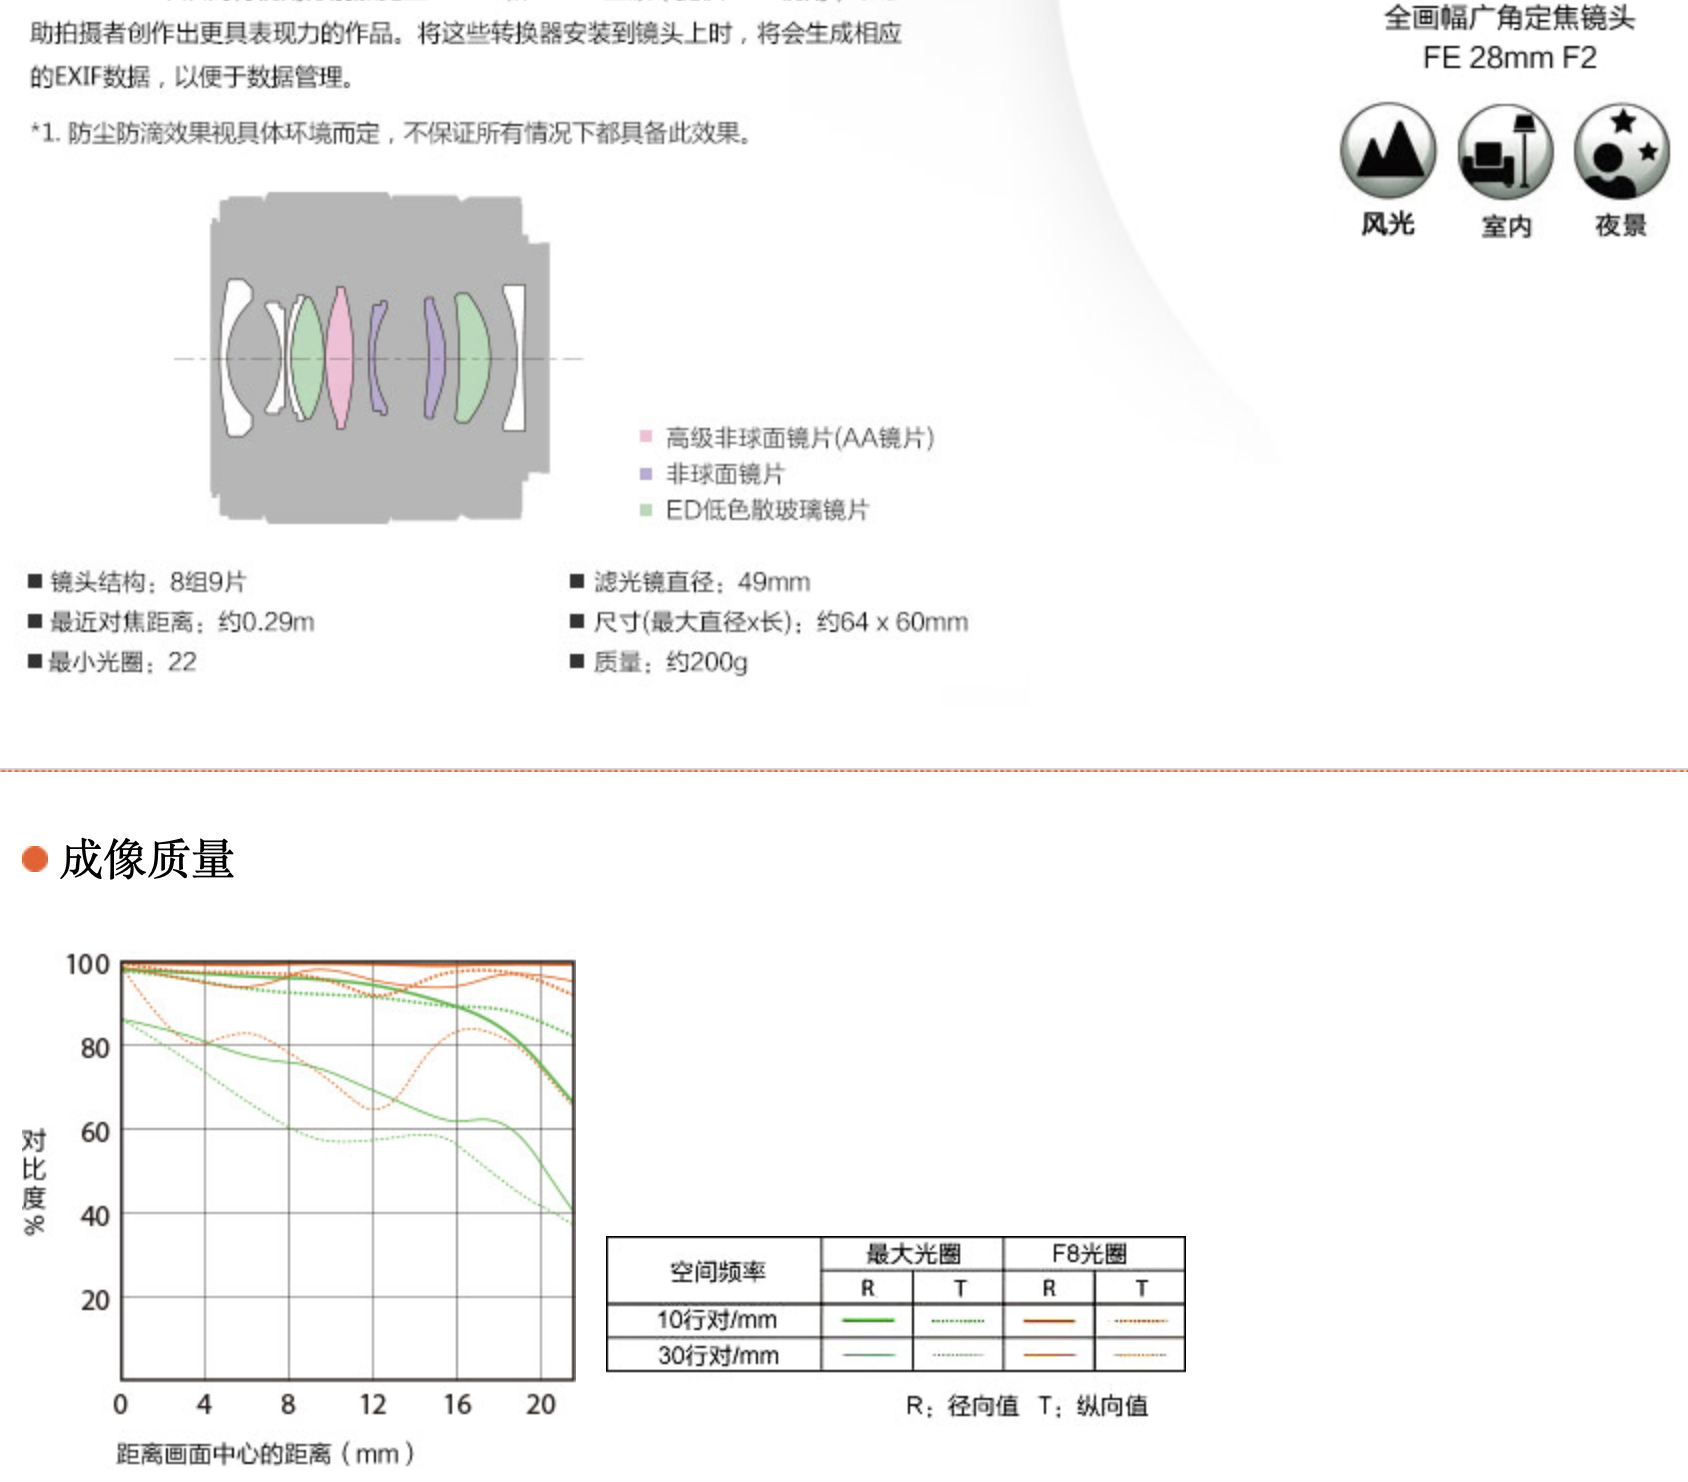 助拍摄者创作出更具表现力的作品。将这些转换器安装到镜头上时，将会生成相应
的EXIF数据，以便于数据管理。
*1. 防尘防滴效果视具体环境而定，不保证所有情况下都具备此效果。
全画幅广角定焦镜头
FE 28mm F2
风光 室内 夜景
高级非球面镜片(AA镜片)
非球面镜片
ED低色散玻璃镜片
■ 镜头结构：8组9片
■ 最近对焦距离：约0.29m
■ 最小光圈：22
■ 滤光镜直径：49mm
■ 尺寸(最大直径x长)：约64 x 60mm
■ 质量：约200g
● 成像质量
100
80
60
40
20
对比度%
0 4 8 12 16 20
距离画面中心的距离（mm）
空间频率 最大光圈 F8光圈
R T R T
10行对/mm
30行对/mm
R：径向值 T：纵向值